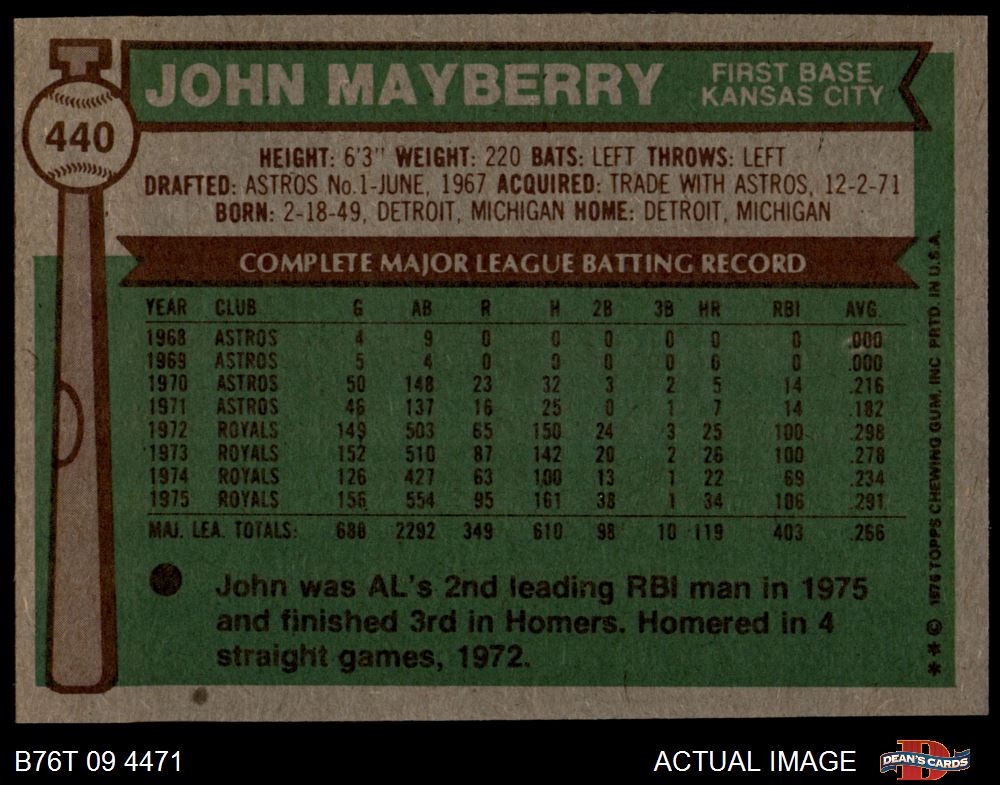 440
JOHN MAYBERRY
FIRST BASE
KANSAS CITY
HEIGHT: 6'3" WEIGHT: 220 BATS: LEFT THROWS: LEFT
DRAFTED: ASTROS No.1-JUNE, 1967 ACQUIRED: TRADE WITH ASTROS, 12-2-71
BORN: 2-18-49, DETROIT, MICHIGAN HOME: DETROIT, MICHIGAN
COMPLETE MAJOR LEAGUE BATTING RECORD
YEAR CLUB G AB R H 2B 3B HR RBI AVG.
1968 ASTROS 4 9 0 0 0 0 0 0 .000
1969 ASTROS 5 4 0 0 0 0 0 0 .000
1970 ASTROS 50 148 23 32 3 2 5 14 .216
1971 ASTROS 46 137 16 25 0 1 7 14 .182
1972 ROYALS 149 503 65 150 24 3 25 100 .298
1973 ROYALS 152 510 87 142 20 2 26 100 .278
1974 ROYALS 126 427 63 100 13 1 22 69 .234
1975 ROYALS 156 554 95 161 38 1 34 106 .291
MAJ. LEA. TOTALS: 688 2292 349 610 98 10 119 403 .266
John was AL's 2nd leading RBI man in 1975
and finished 3rd in Homers. Homered in 4
straight games, 1972.
** © 1976 TOPPS CHEWING GUM, INC PRTD. IN U.S.A.
B76T 09 4471
ACTUAL IMAGE
D
DEAN'S CARDS